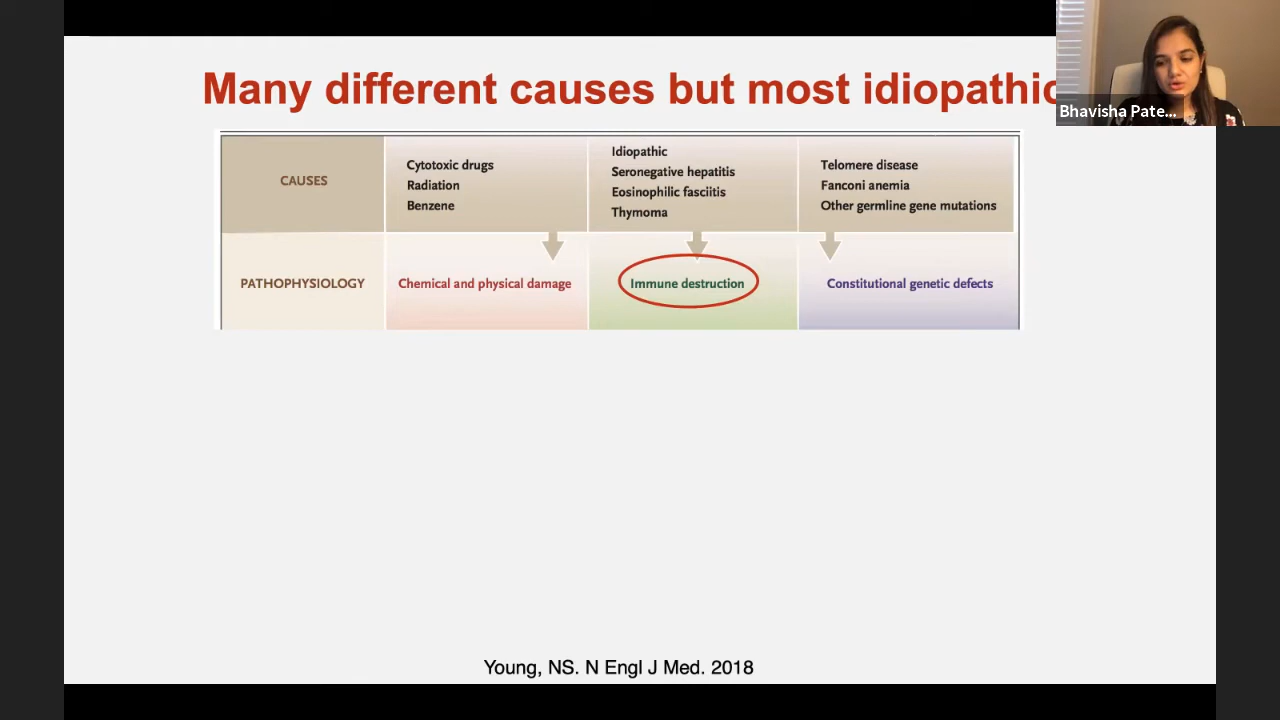 Many different causes but most idiopathic
Bhavisha Pate...
CAUSES
Cytotoxic drugs
Radiation
Benzene
Idiopathic
Seronegative hepatitis
Eosinophilic fasciitis
Thymoma
Telomere disease
Fanconi anemia
Other germline gene mutations
PATHOPHYSIOLOGY
Chemical and physical damage
Immune destruction
Constitutional genetic defects
Young, NS. N Engl J Med. 2018